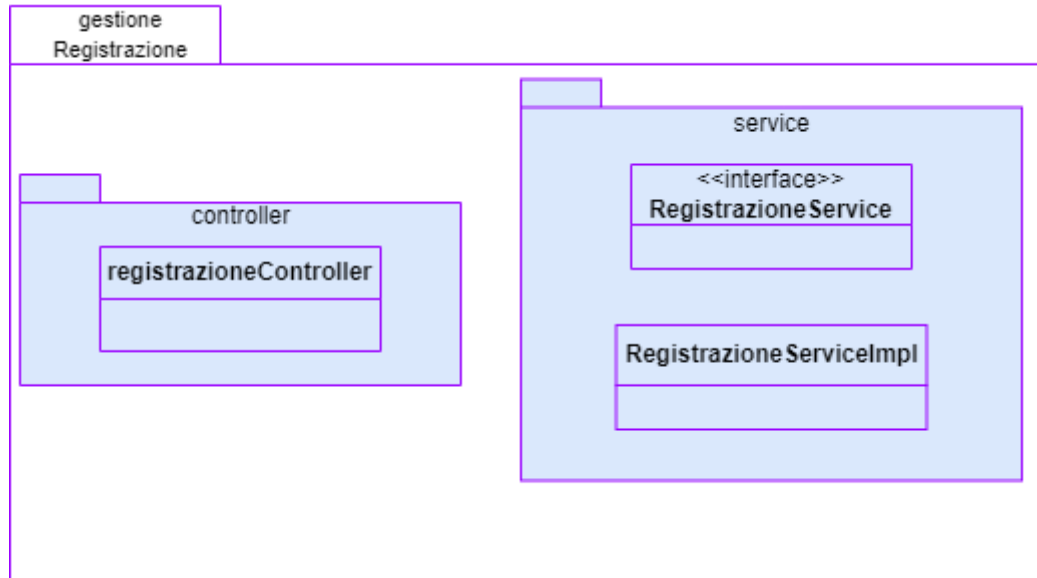 gestione
Registrazione
service
<<interface>>
RegistrazioneService
controller
registrazioneController
RegistrazioneServiceImpl